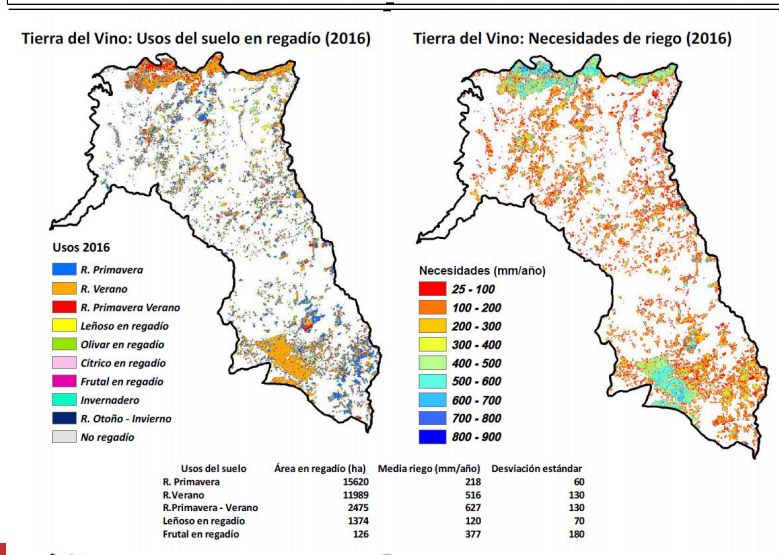 Tierra del Vino: Usos del suelo en regadío (2016)
Tierra del Vino: Necesidades de riego (2016)
Usos 2016
R. Primavera
R. Verano
R. Primavera Verano
Leñoso en regadío
Olivar en regadío
Cítrico en regadío
Frutal en regadío
Invernadero
R. Otoño - Invierno
No regadío
Necesidades (mm/año)
25 - 100
100 - 200
200 - 300
300 - 400
400 - 500
500 - 600
600 - 700
700 - 800
800 - 900
Usos del suelo Área en regadío (ha) Media riego (mm/año) Desviación estándar
R. Primavera 15620 218 60
R.Verano 11989 516 130
R.Primavera - Verano 2475 627 130
Leñoso en regadío 1374 120 70
Frutal en regadío 126 377 180